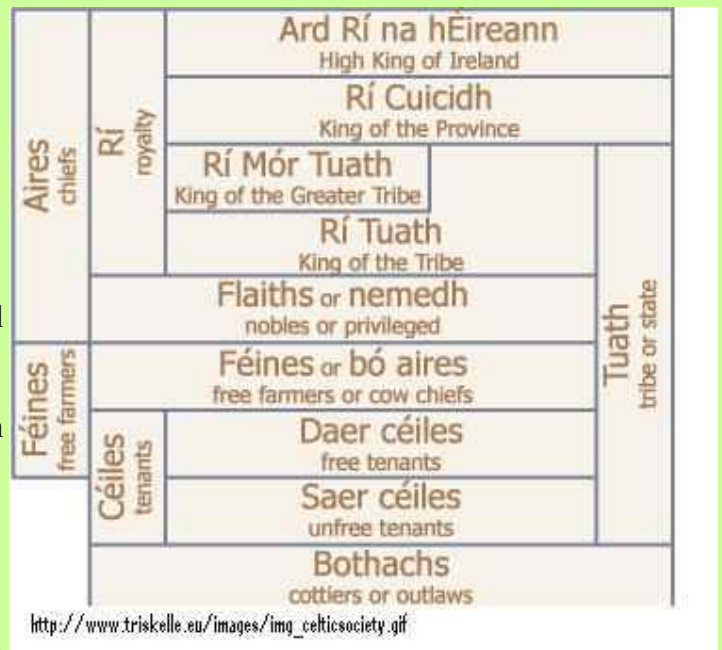 Ard Rí na hÉireann
High King of Ireland
Rí Cuicidh
King of the Province
Aires
chiefs
Rí
royalty
Rí Mór Tuath
King of the Greater Tribe
Rí Tuath
King of the Tribe
Flaiths or nemedh
nobles or privileged
Tuath
tribe or state
Féines
free farmers
Féines or bó aires
free farmers or cow chiefs
Céiles
tenants
Daer céiles
free tenants
Saer céiles
unfree tenants
Bothachs
cottiers or outlaws
http://www.triskelle.eu/images/img_celticsociety.gif